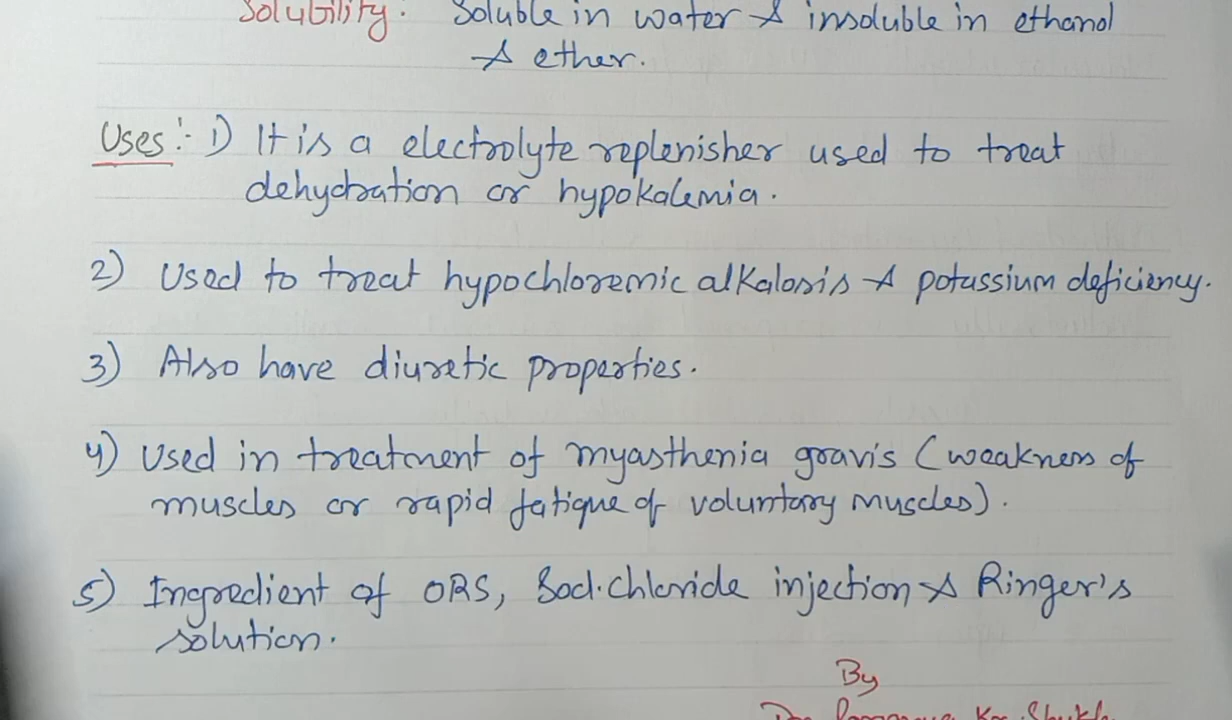 Solubility: Soluble in water & insoluble in ethanol
& ether.
Uses:- 1) It is a electrolyte replenisher used to treat
dehydration or hypokalemia.
2) Used to treat hypochloremic alkalosis & potassium deficiency.
3) Also have diuretic properties.
4) Used in treatment of myasthenia gravis (weakness of
muscles or rapid fatique of voluntary muscles).
5) Ingredient of ORS, Sod. Chloride injection & Ringer's
solution.
By